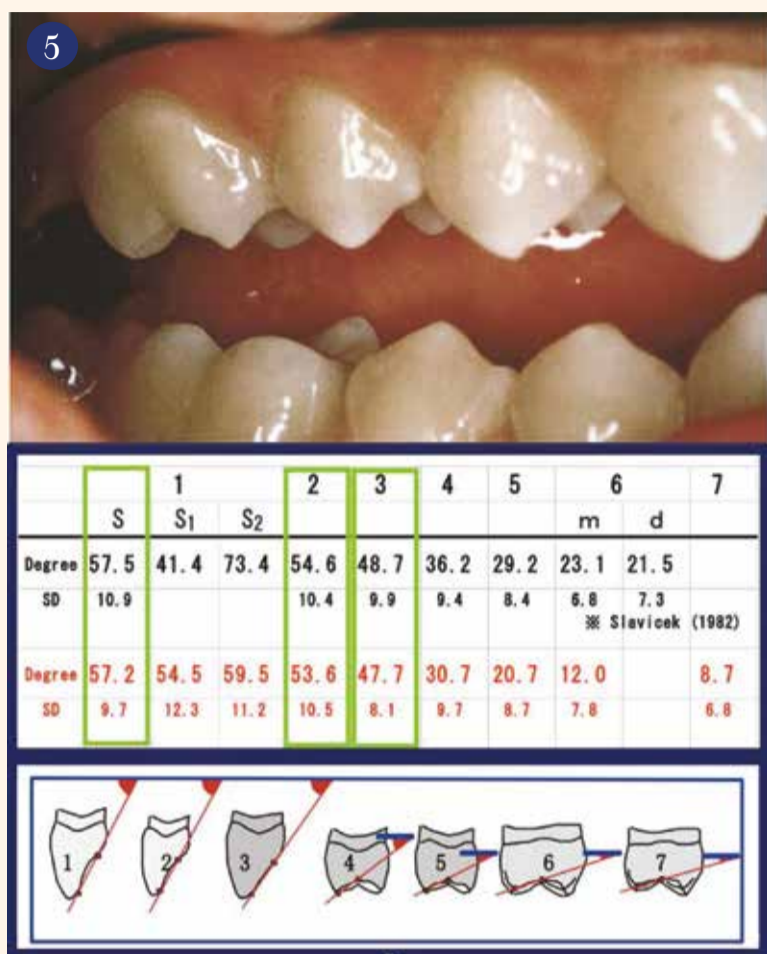 5
1 2 3 4 5 6 7
S S₁ S₂ m d
Degree 57.5 41.4 73.4 54.6 48.7 36.2 29.2 23.1 21.5
SD 10.9 10.4 9.9 9.4 8.4 6.8 7.3
※ Slavicek (1982)
Degree 57.2 54.5 59.5 53.6 47.7 30.7 20.7 12.0 8.7
SD 9.7 12.3 11.2 10.5 8.1 9.7 8.7 7.8 6.8
1 2 3 4 5 6 7